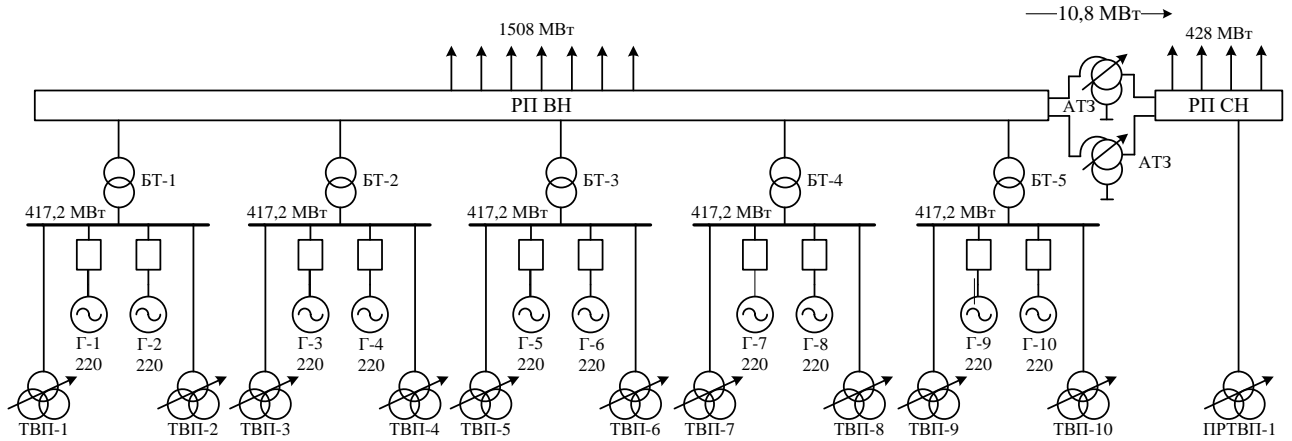 10,8 МВт
1508 МВт
428 МВт
РП ВН
АТЗ
РП СН
АТЗ
БТ-1
БТ-2
БТ-3
БТ-4
БТ-5
417,2 МВт
417,2 МВт
417,2 МВт
417,2 МВт
417,2 МВт
Г-1
Г-2
Г-3
Г-4
Г-5
Г-6
Г-7
Г-8
Г-9
Г-10
220
220
220
220
220
220
220
220
220
220
ТВП-1
ТВП-2
ТВП-3
ТВП-4
ТВП-5
ТВП-6
ТВП-7
ТВП-8
ТВП-9
ТВП-10
ПРТВП-1